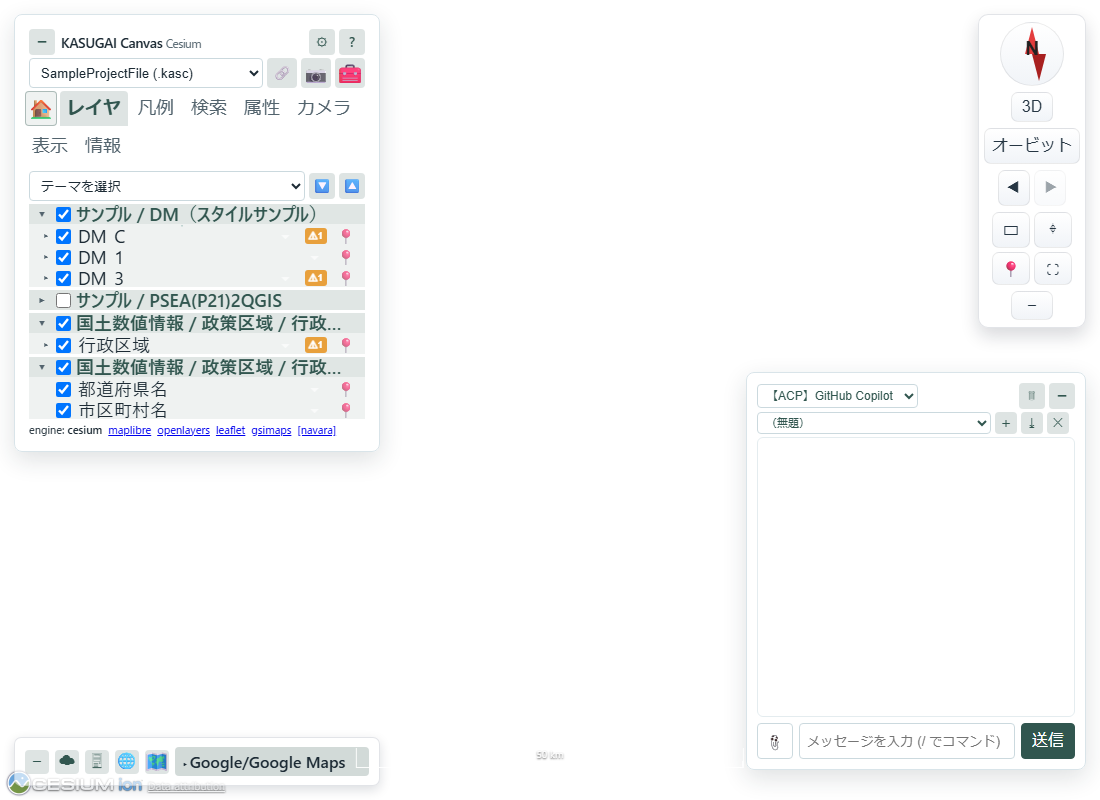 KASUGAI Canvas Cesium
?
SampleProjectFile (.kasc)
レイヤ 凡例 検索 属性 カメラ
表示 情報
テーマを選択
サンプル / DM（スタイルサンプル）
DM C 1
DM 1
DM 3 1
サンプル / PSEA(P21)2QGIS
国土数値情報 / 政策区域 / 行政...
行政区域 1
国土数値情報 / 政策区域 / 行政...
都道府県名
市区町村名
engine: cesium maplibre openlayers leaflet gsimaps [navara]
N
3D
オービット
【ACP】GitHub Copilot
（無題）
メッセージを入力 (/ でコマンド)
送信
Google/Google Maps
50 km
CESIUM ion Data attribution